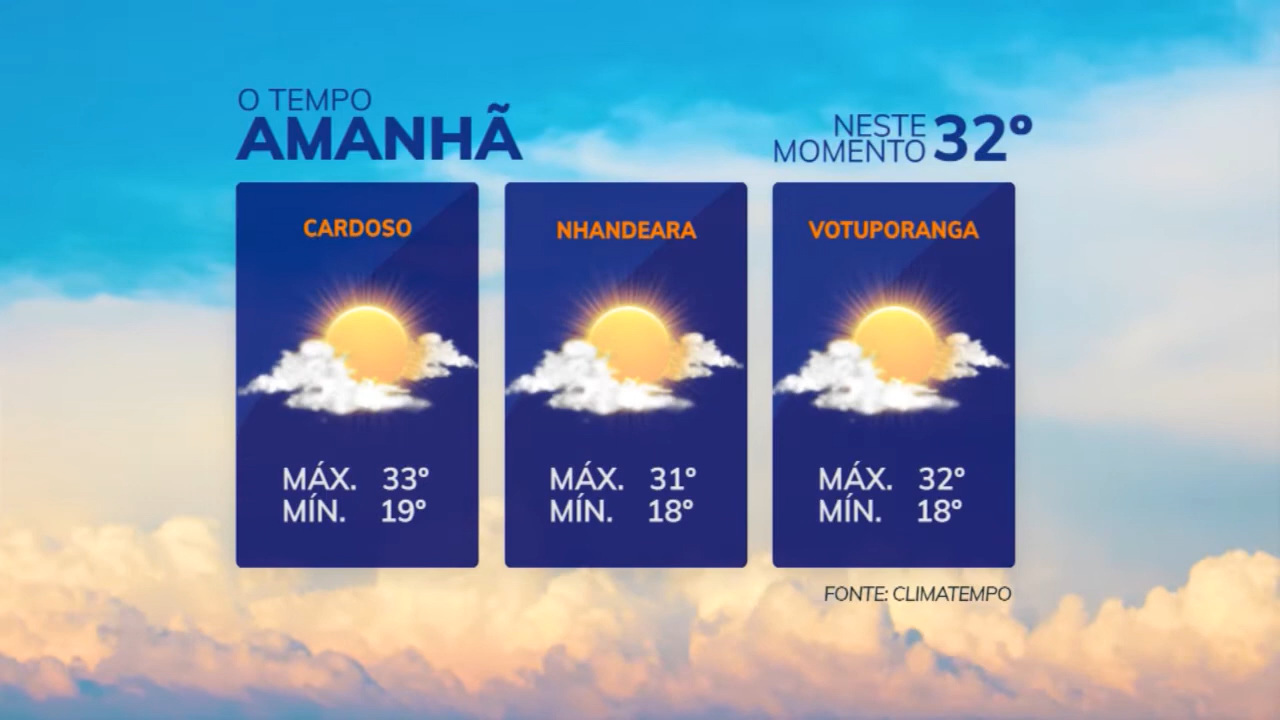 O TEMPO
AMANHÃ
NESTE
MOMENTO 32°
CARDOSO
MÁX. 33°
MÍN. 19°
NHANDEARA
MÁX. 31°
MÍN. 18°
VOTUPORANGA
MÁX. 32°
MÍN. 18°
FONTE: CLIMATEMPO